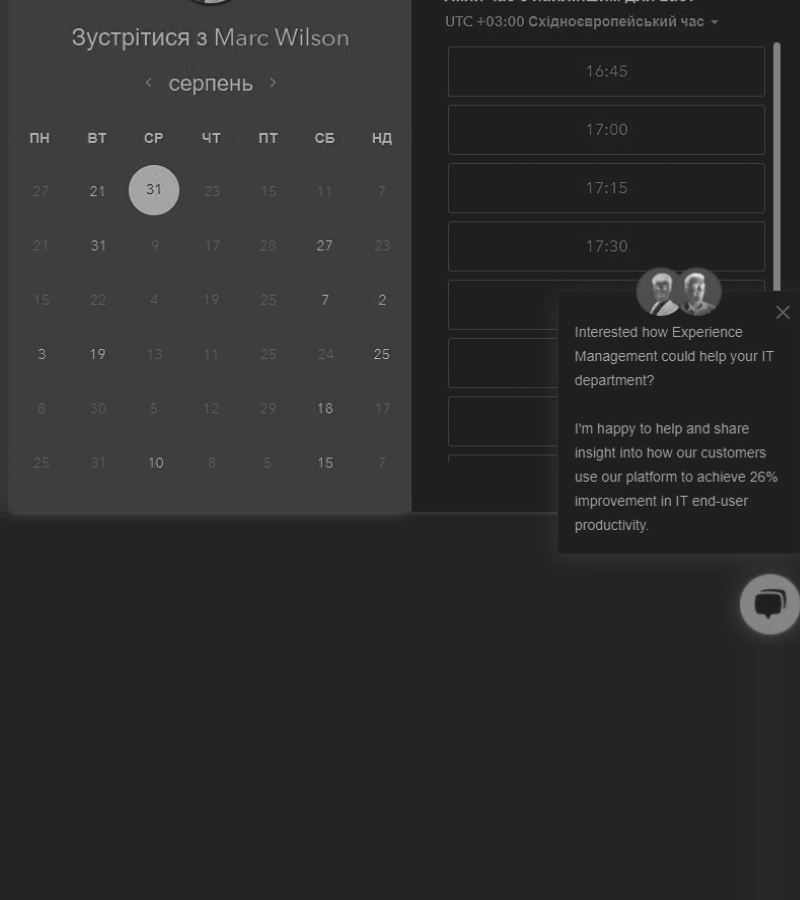 UTC +03:00 Східноєвропейський час
Зустрітися з Marc Wilson
серпень
ПН ВТ СР ЧТ ПТ СБ НД
27 21 31 23 15 11 7
21 31 9 17 28 27 23
15 22 4 19 25 7 2
3 19 13 11 25 24 25
8 30 5 12 29 18 17
25 31 10 8 5 15 7
16:45
17:00
17:15
17:30
Interested how Experience
Management could help your IT
department?
I'm happy to help and share
insight into how our customers
use our platform to achieve 26%
improvement in IT end-user
productivity.